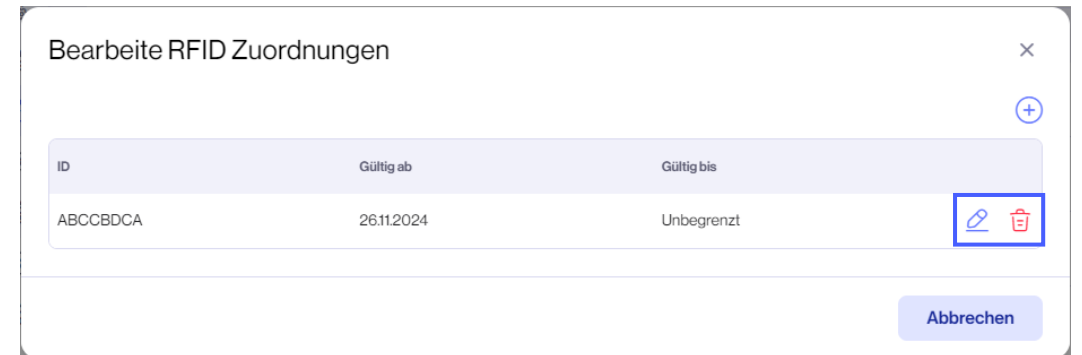 Bearbeite RFID Zuordnungen
ID Gültig ab Gültig bis
ABCCBDCA 26.11.2024 Unbegrenzt
Abbrechen